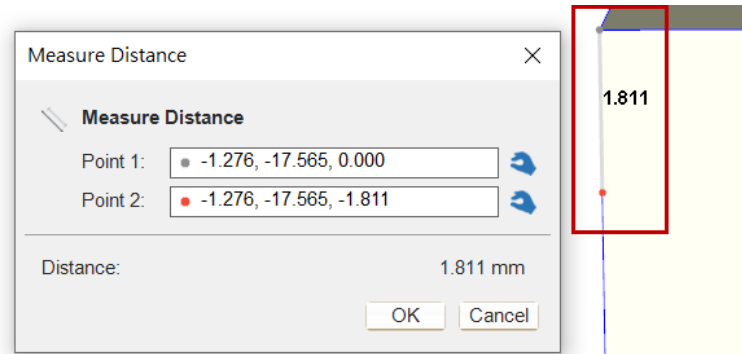 Measure Distance
Measure Distance
Point 1: -1.276, -17.565, 0.000
Point 2: -1.276, -17.565, -1.811
Distance: 1.811 mm
OK Cancel
1.811